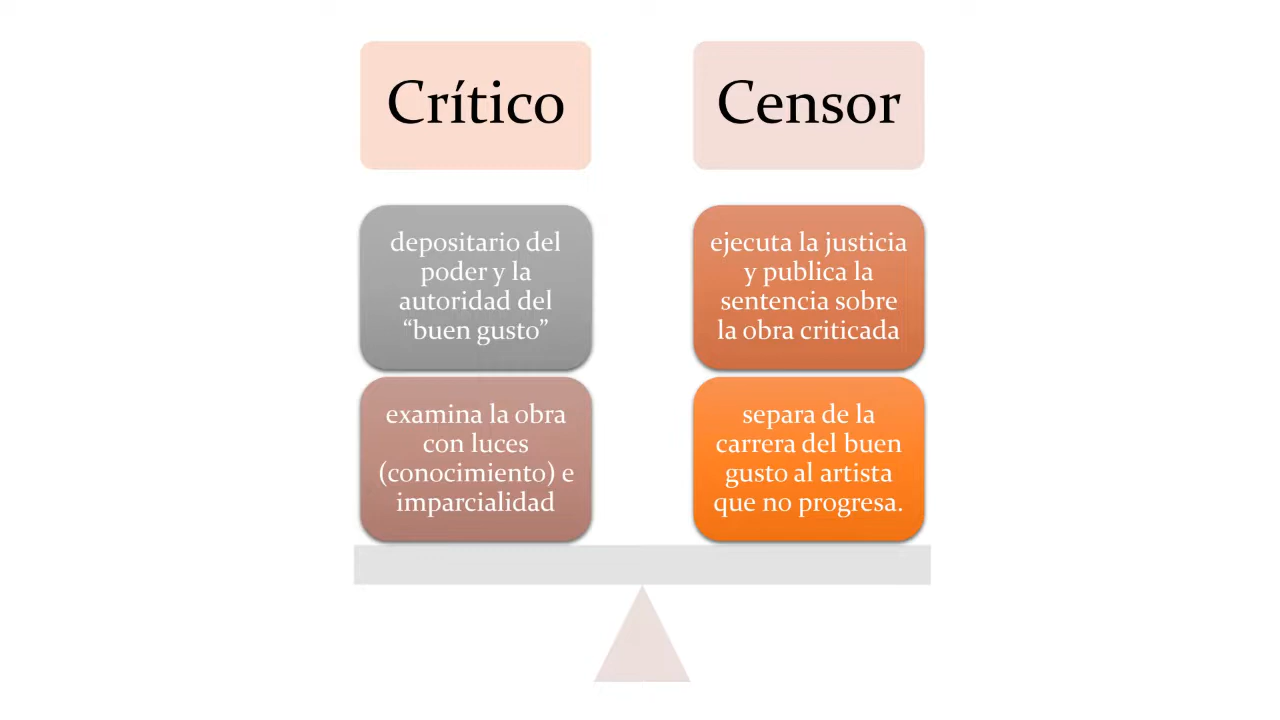 Crítico
Censor
depositario del
poder y la
autoridad del
“buen gusto”
examina la obra
con luces
(conocimiento) e
imparcialidad
ejecuta la justicia
y publica la
sentencia sobre
la obra criticada
separa de la
carrera del buen
gusto al artista
que no progresa.